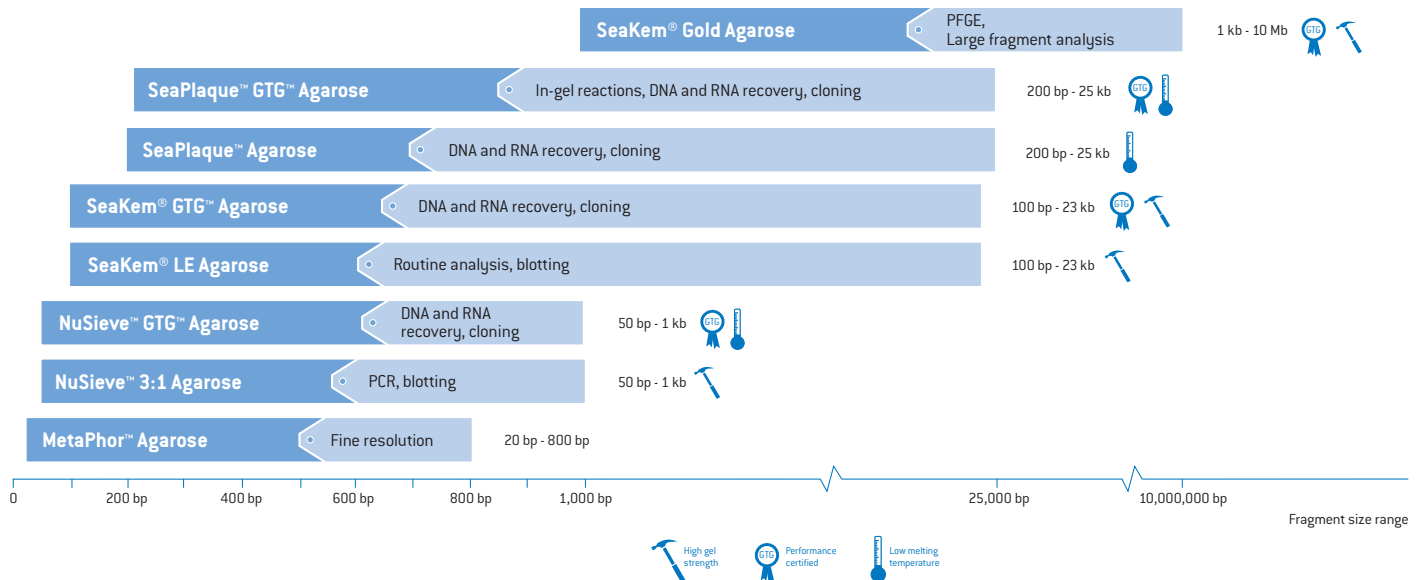 SeaKem® Gold Agarose
PFGE,
Large fragment analysis
1 kb - 10 Mb
GTG
SeaPlaque™ GTG™ Agarose
In-gel reactions, DNA and RNA recovery, cloning
200 bp - 25 kb
GTG
SeaPlaque™ Agarose
DNA and RNA recovery, cloning
200 bp - 25 kb
SeaKem® GTG™ Agarose
DNA and RNA recovery, cloning
100 bp - 23 kb
GTG
SeaKem® LE Agarose
Routine analysis, blotting
100 bp - 23 kb
NuSieve™ GTG™ Agarose
DNA and RNA
recovery, cloning
50 bp - 1 kb
GTG
NuSieve™ 3:1 Agarose
PCR, blotting
50 bp - 1 kb
MetaPhor™ Agarose
Fine resolution
20 bp - 800 bp
0
200 bp
400 bp
600 bp
800 bp
1,000 bp
25,000 bp
10,000,000 bp
Fragment size range
High gel
strength
GTG
Performance
certified
Low melting
temperature